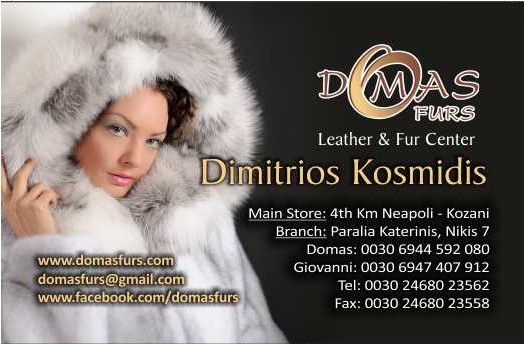 DOMAS
FURS
Leather & Fur Center
Dimitrios Kosmidis
Main Store: 4th Km Neapoli - Kozani
Branch: Paralia Katerinis, Nikis 7
Domas: 0030 6944 592 080
Giovanni: 0030 6947 407 912
Tel: 0030 24680 23562
Fax: 0030 24680 23558
www.domasfurs.com
domasfurs@gmail.com
www.facebook.com/domasfurs